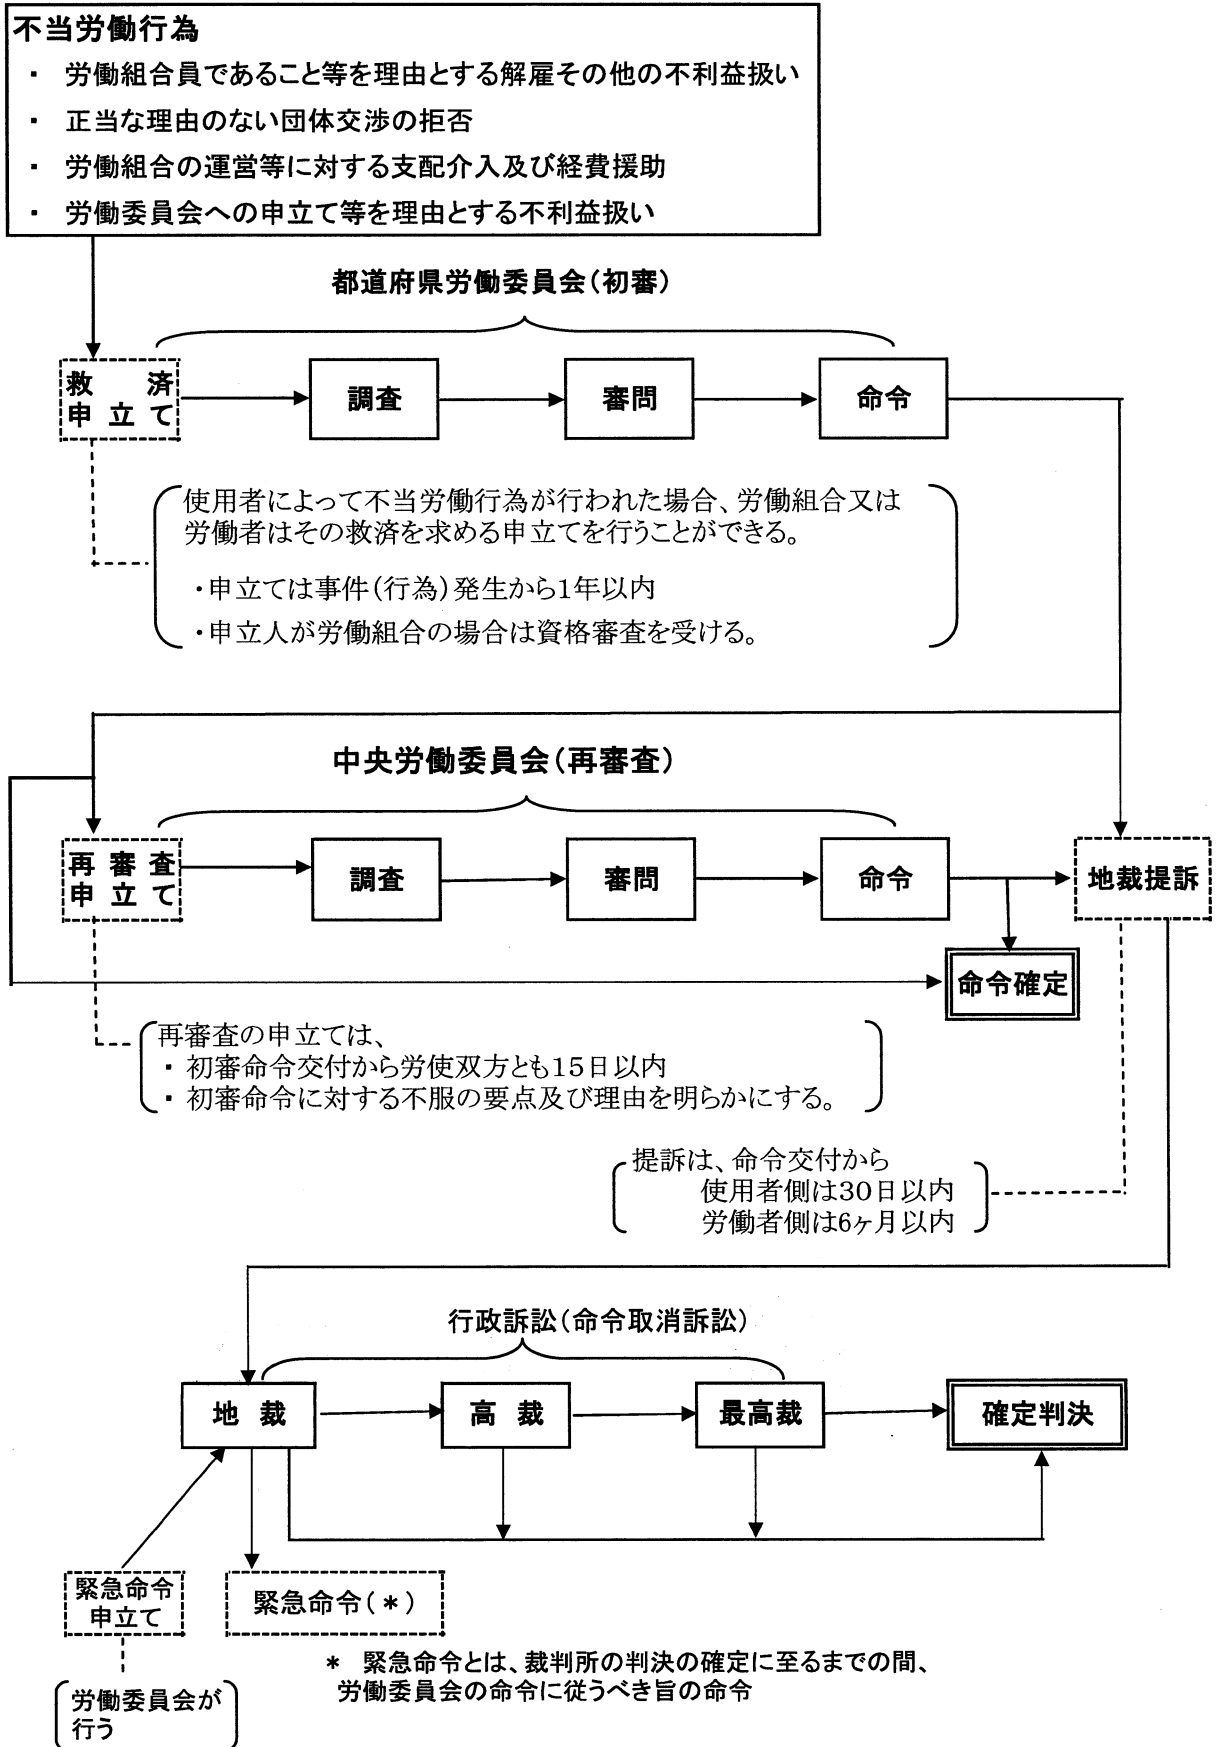 不当労働行為
・ 労働組合員であること等を理由とする解雇その他の不利益扱い
・ 正当な理由のない団体交渉の拒否
・ 労働組合の運営等に対する支配介入及び経費援助
・ 労働委員会への申立て等を理由とする不利益扱い
都道府県労働委員会(初審)
救済
申立て
調査
審問
命令
使用者によって不当労働行為が行われた場合、労働組合又は
労働者はその救済を求める申立てを行うことができる。
・申立ては事件(行為)発生から1年以内
・申立人が労働組合の場合は資格審査を受ける。
中央労働委員会(再審査)
再審査
申立て
調査
審問
命令
地裁提訴
命令確定
再審査の申立ては、
・ 初審命令交付から労使双方とも15日以内
・ 初審命令に対する不服の要点及び理由を明らかにする。
提訴は、命令交付から
使用者側は30日以内
労働者側は6ヶ月以内
行政訴訟(命令取消訴訟)
地裁
高裁
最高裁
確定判決
緊急命令
申立て
緊急命令(*)
* 緊急命令とは、裁判所の判決の確定に至るまでの間、
労働委員会の命令に従うべき旨の命令
労働委員会が
行う